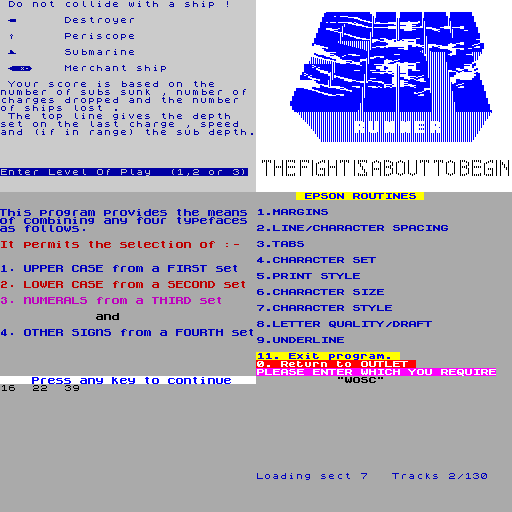 Do not collide with a ship !
Destroyer
Periscope
Submarine
Merchant ship
Your score is based on the
number of subs sunk , number of
charges dropped and the number
of ships lost .
The top line gives the depth
set on the last charge , speed
and (if in range) the sub depth.
Enter Level Of Play  (1,2 or 3)
RUNNER
THE FIGHT IS ABOUT TO BEGIN
This Program provides the means
of combining any four typefaces
as follows.
It permits the selection of :-
1. UPPER CASE from a FIRST set
2. LOWER CASE from a SECOND set
3. NUMERALS from a THIRD set
and
4. OTHER SIGNS from a FOURTH set
Press any key to continue
EPSON ROUTINES
1.MARGINS
2.LINE/CHARACTER SPACING
3.TABS
4.CHARACTER SET
5.PRINT STYLE
6.CHARACTER SIZE
7.CHARACTER STYLE
8.LETTER QUALITY/DRAFT
9.UNDERLINE
11. Exit program.
0. Return to OUTLET
PLEASE ENTER WHICH YOU REQUIRE
16  22  39
"WOSC"
Loading sect 7   Tracks 2/130